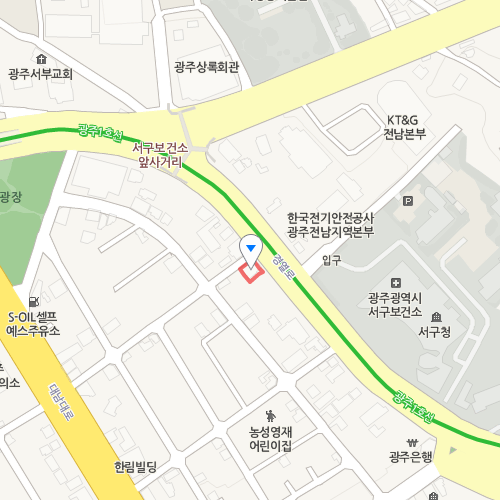 광주서부교회
광주상록회관
KT&G
전남본부
광주1호선
서구보건소
앞사거리
광장
P
한국전기안전공사
광주전남지역본부
경열로
입구
광주광역시
서구보건소
서구청
S-OIL셀프
예스주유소
의소
대남대로
광주1호선
농성영재
어린이집
₩
광주은행
한림빌딩